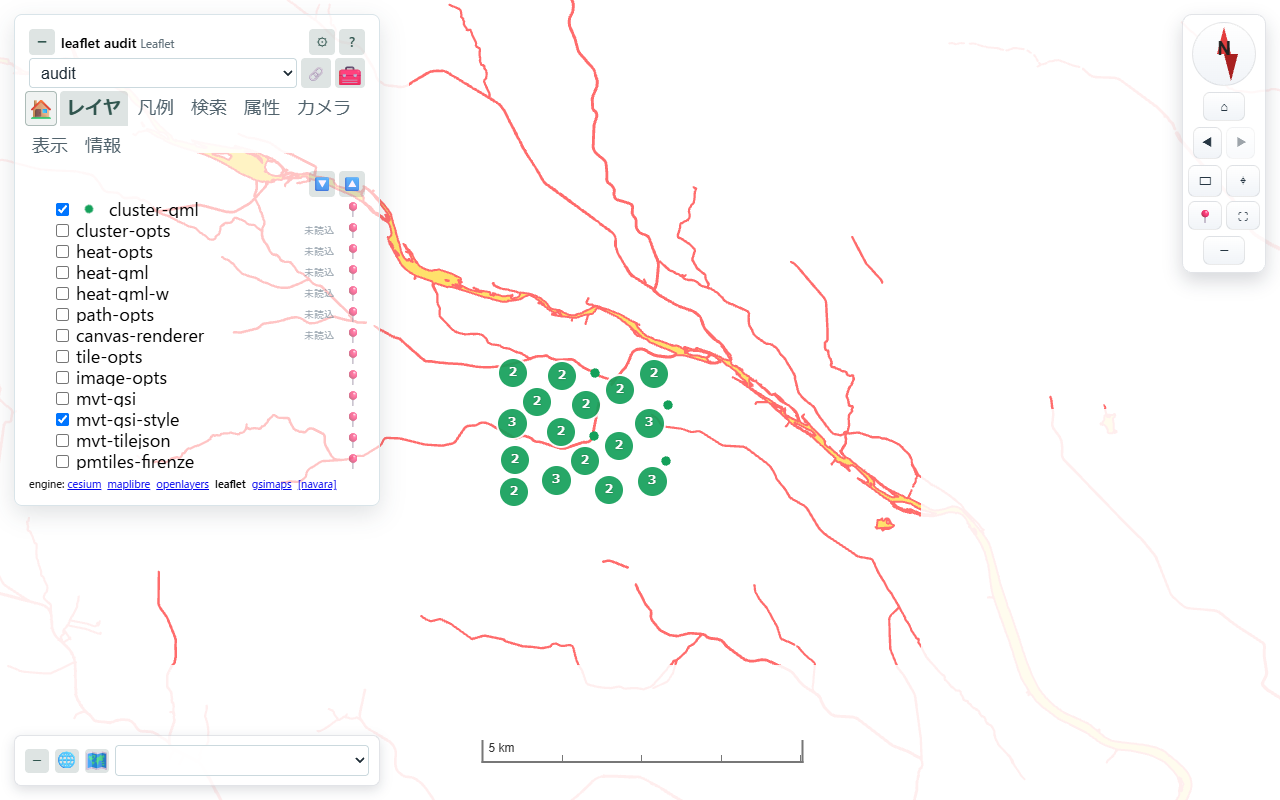 − leaflet audit Leaflet ⚙ ?
audit
レイヤ 凡例 検索 属性 カメラ
表示 情報
cluster-qml
cluster-opts 未読込
heat-opts 未読込
heat-qml 未読込
heat-qml-w 未読込
path-opts 未読込
canvas-renderer 未読込
tile-opts
image-opts
mvt-gsi
mvt-gsi-style
mvt-tilejson
pmtiles-firenze
engine: cesium maplibre openlayers leaflet gsimaps [navara]
N
2 2 2 2
2 2
3 2 2 3
2 2
2 3 2 3
5 km